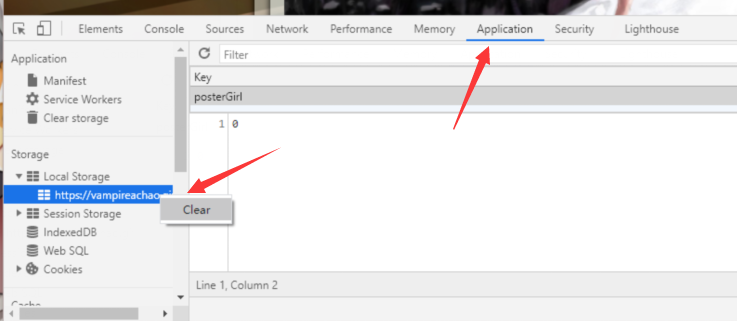 Elements Console Sources Network Performance Memory Application Security Lighthouse
Application
Manifest
Service Workers
Clear storage
Storage
Local Storage
https://vampireachao
Session Storage
IndexedDB
Web SQL
Cookies
Cache
Filter
Key
posterGirl
1 0
Clear
Line 1, Column 2